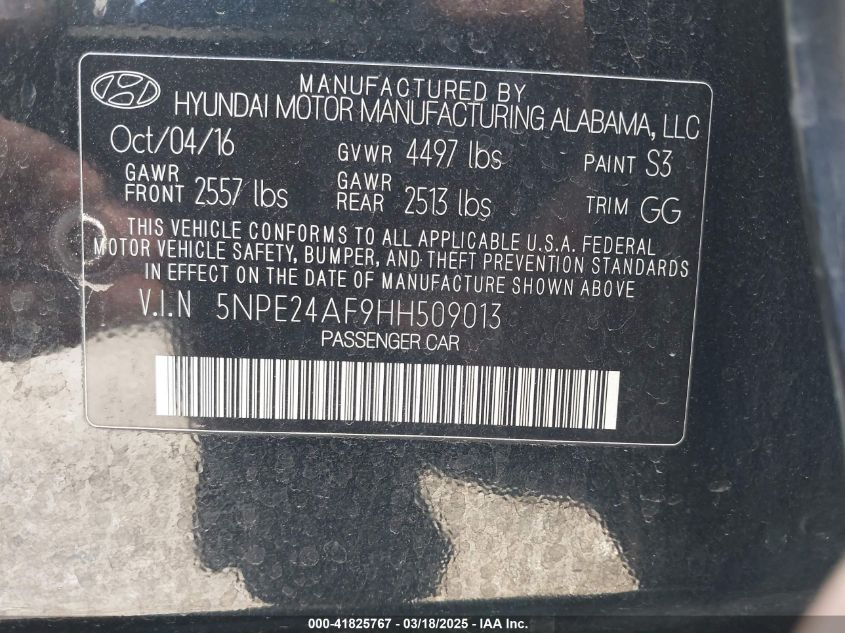 MANUFACTURED BY
HYUNDAI MOTOR MANUFACTURING ALABAMA, LLC
Oct/04/16 GVWR 4497 lbs PAINT S3
GAWR FRONT 2557 lbs GAWR REAR 2513 lbs TRIM GG
THIS VEHICLE CONFORMS TO ALL APPLICABLE U.S.A. FEDERAL
MOTOR VEHICLE SAFETY, BUMPER, AND THEFT PREVENTION STANDARDS
IN EFFECT ON THE DATE OF MANUFACTURE SHOWN ABOVE
V.I.N 5NPE24AF9HH509013
PASSENGER CAR
000-41825767 / 03/18/2025 - IAA Inc.